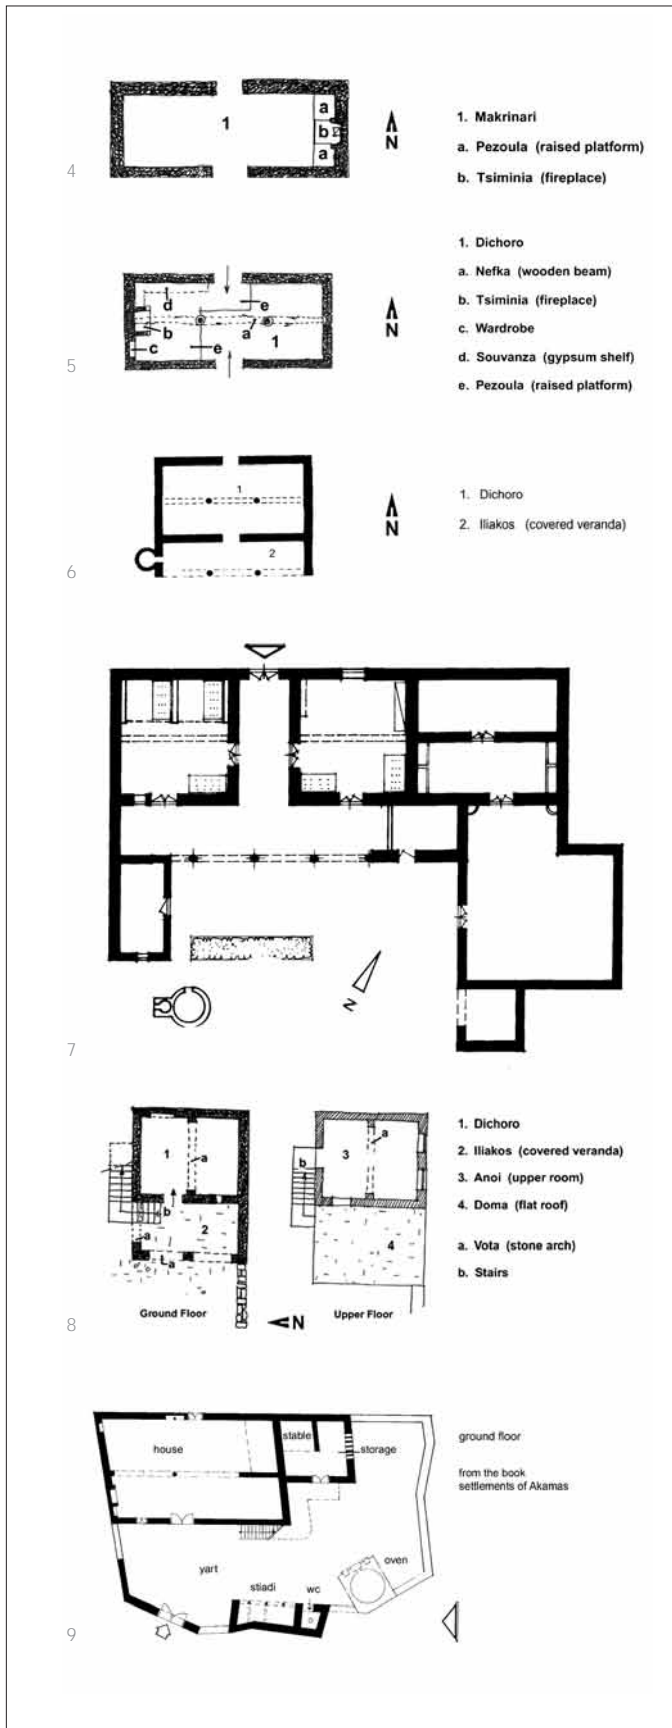 a
1
b
a
N
4
1. Makrinari
a. Pezoula (raised platform)
b. Tsiminia (fireplace)
d
e
a
1
b
c
e
N
5
1. Dichoro
a. Nefka (wooden beam)
b. Tsiminia (fireplace)
c. Wardrobe
d. Souvanza (gypsum shelf)
e. Pezoula (raised platform)
1
2
N
6
1. Dichoro
2. Iliakos (covered veranda)
N
7
1
a
b
2
a
a
Ground Floor
N
a
b
3
4
Upper Floor
8
1. Dichoro
2. Iliakos (covered veranda)
3. Anoi (upper room)
4. Doma (flat roof)
a. Vota (stone arch)
b. Stairs
house
stable
storage
yart
stiadi
wc
oven
9
ground floor
from the book
settlements of Akamas